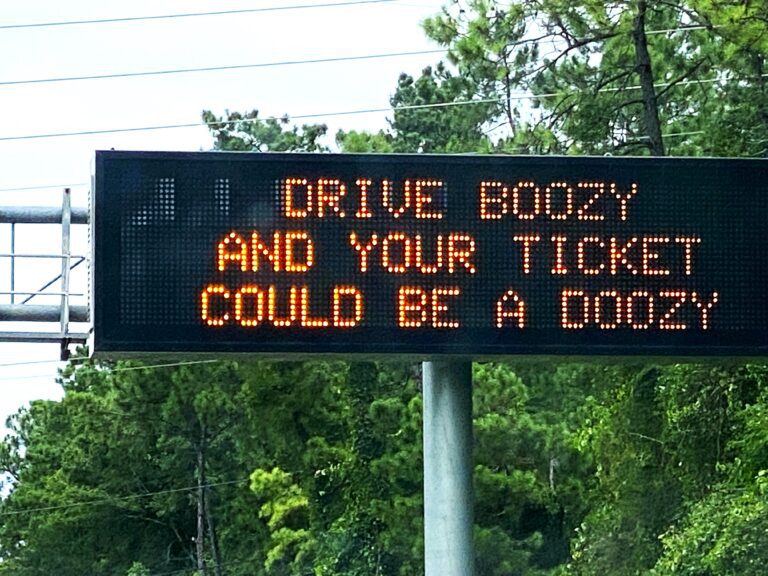 DRIVE BOOZY
AND YOUR TICKET
COULD BE A DOOZY